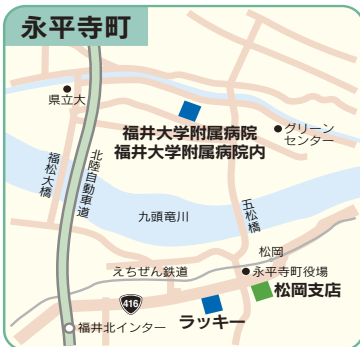 永平寺町
県立大
福井大学附属病院
福井大学附属病院内
グリーン
センター
福松大橋
北陸自動車道
九頭竜川
五松橋
松岡
えちぜん鉄道
永平寺町役場
松岡支店
416
ラッキー
福井北インター